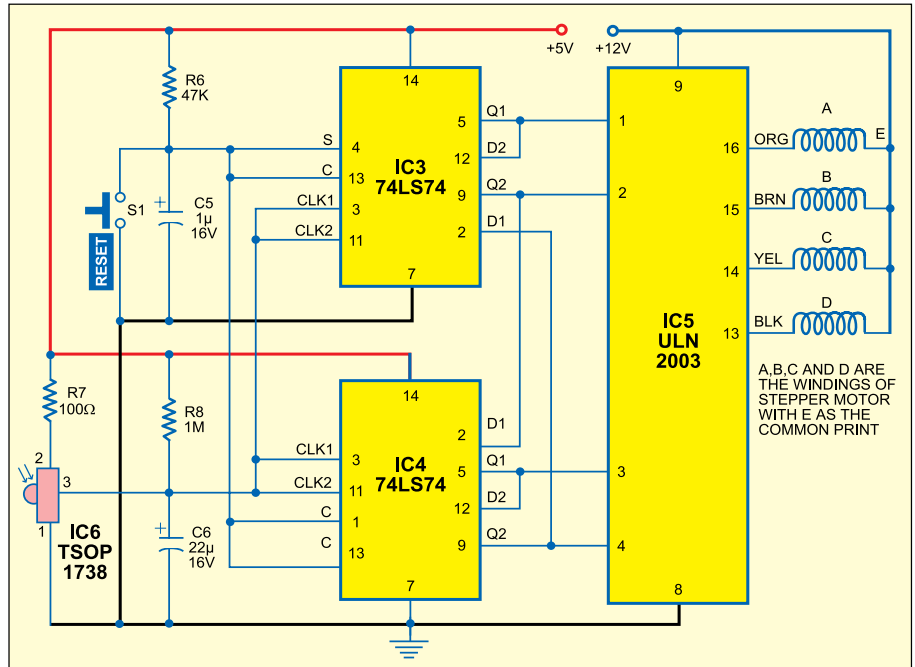 +5V
+12V
R6
47K
14
9
S
4
C
13
CLK1
3
CLK2
11
IC3
74LS74
7
5
Q1
12
D2
9
Q2
2
D1
1
2
16
ORG
A
E
15
BRN
B
14
YEL
C
13
BLK
D
S1
RESET
C5
1µ
16V
IC5
ULN
2003
A,B,C AND D ARE
THE WINDINGS OF
STEPPER MOTOR
WITH E AS THE
COMMON PRINT
R7
100Ω
R8
1M
14
2
D1
CLK1
3
CLK2
11
C
1
C
13
IC4
74LS74
5
Q1
12
D2
9
Q2
7
3
4
8
2
3
1
IC6
TSOP
1738
C6
22µ
16V
+
+